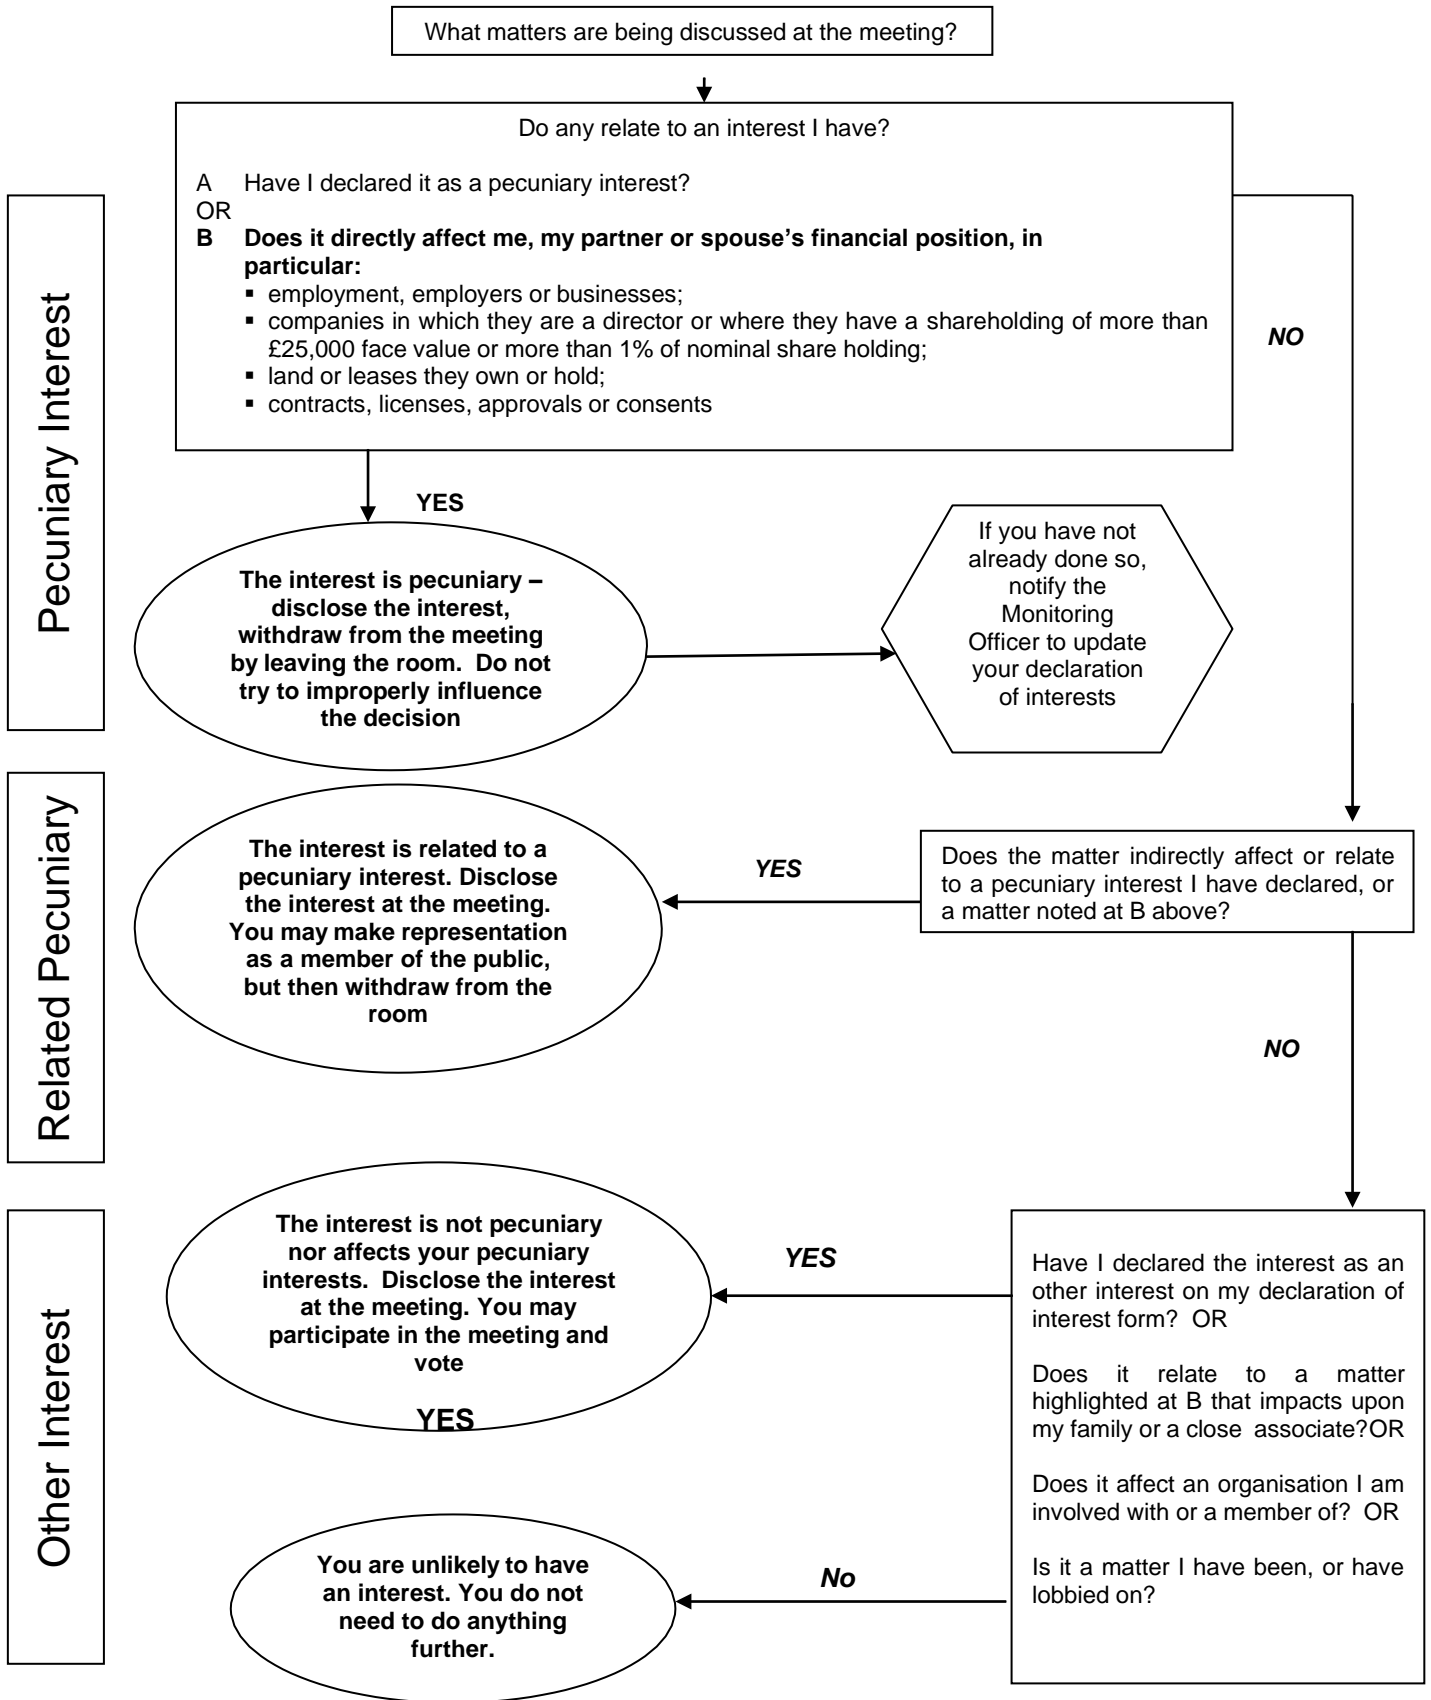 What matters are being discussed at the meeting?
Do any relate to an interest I have?
A Have I declared it as a pecuniary interest?
OR
B Does it directly affect me, my partner or spouse’s financial position, in
particular:
▪ employment, employers or businesses;
▪ companies in which they are a director or where they have a shareholding of more than
£25,000 face value or more than 1% of nominal share holding;
▪ land or leases they own or hold;
▪ contracts, licenses, approvals or consents
NO
Pecuniary Interest
YES
The interest is pecuniary –
disclose the interest,
withdraw from the meeting
by leaving the room. Do not
try to improperly influence
the decision
If you have not
already done so,
notify the
Monitoring
Officer to update
your declaration
of interests
Related Pecuniary
The interest is related to a
pecuniary interest. Disclose
the interest at the meeting.
You may make representation
as a member of the public,
but then withdraw from the
room
YES
Does the matter indirectly affect or relate
to a pecuniary interest I have declared, or
a matter noted at B above?
NO
Other Interest
The interest is not pecuniary
nor affects your pecuniary
interests. Disclose the interest
at the meeting. You may
participate in the meeting and
vote
YES
YES
Have I declared the interest as an
other interest on my declaration of
interest form? OR
Does it relate to a matter
highlighted at B that impacts upon
my family or a close associate?OR
Does it affect an organisation I am
involved with or a member of? OR
Is it a matter I have been, or have
lobbied on?
No
You are unlikely to have
an interest. You do not
need to do anything
further.